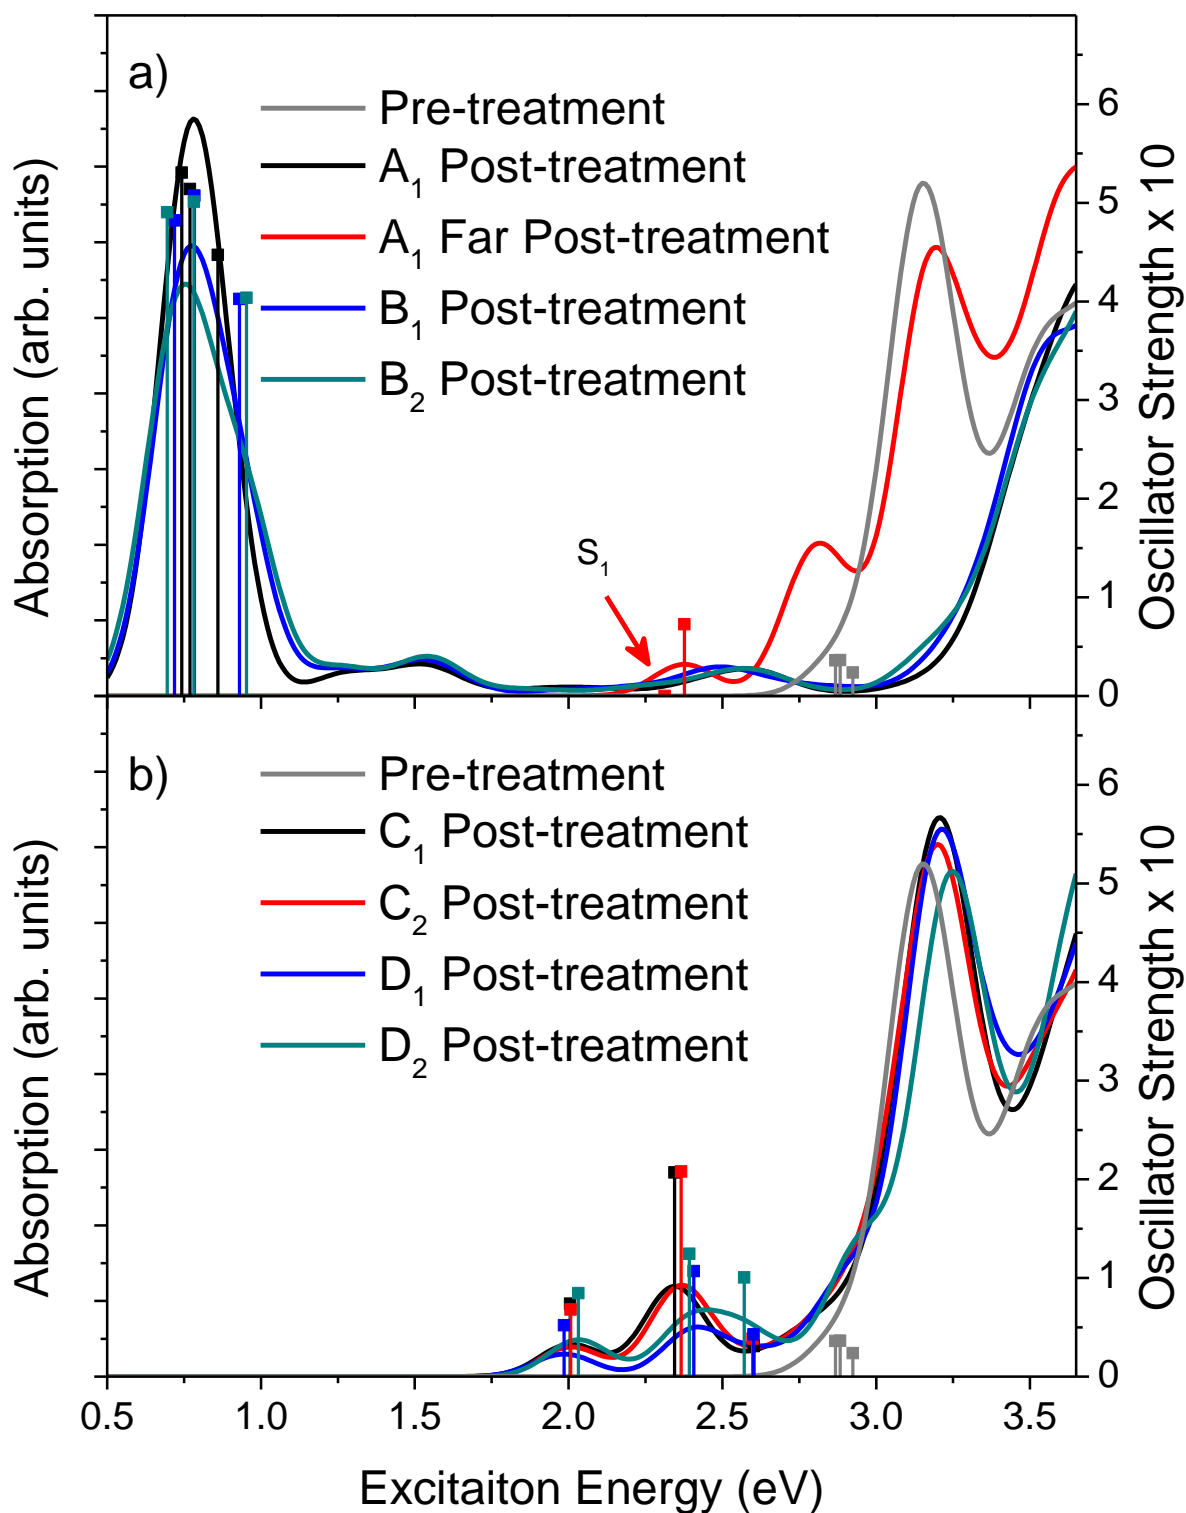 a)
Pre-treatment
A1 Post-treatment
A1 Far Post-treatment
B1 Post-treatment
B2 Post-treatment
S1
Absorption (arb. units)
Oscillator Strength x 10
6
5
4
3
2
1
0
b)
Pre-treatment
C1 Post-treatment
C2 Post-treatment
D1 Post-treatment
D2 Post-treatment
Absorption (arb. units)
Oscillator Strength x 10
6
5
4
3
2
1
0
0.5 1.0 1.5 2.0 2.5 3.0 3.5
Excitaiton Energy (eV)